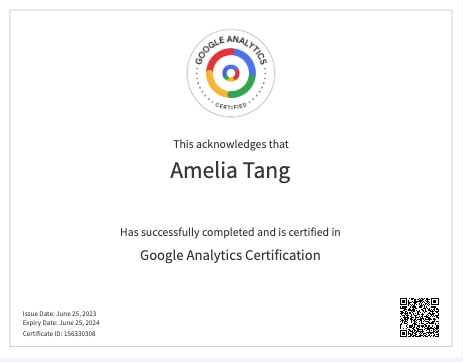 GOOGLE ANALYTICS
CERTIFIED
This acknowledges that
Amelia Tang
Has successfully completed and is certified in
Google Analytics Certification
Issue Date: June 25, 2023
Expiry Date: June 25, 2024
Certificate ID: 156330308